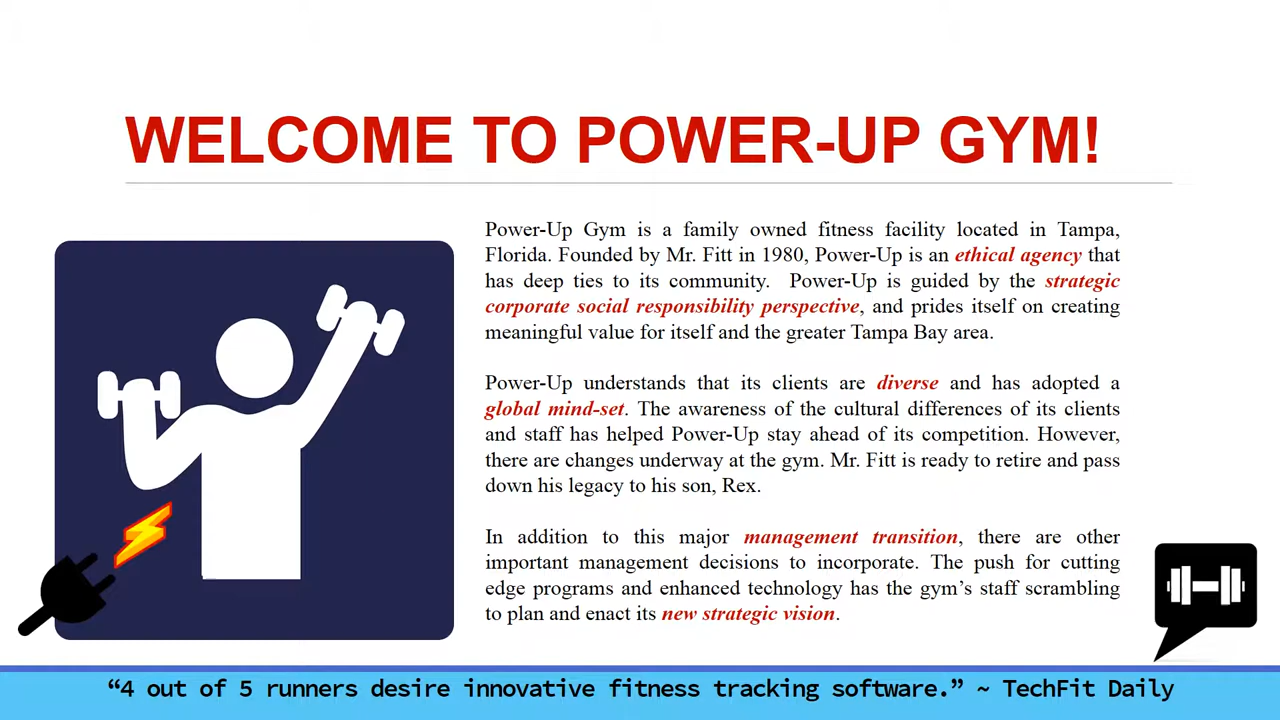 WELCOME TO POWER-UP GYM!
Power-Up Gym is a family owned fitness facility located in Tampa,
Florida. Founded by Mr. Fitt in 1980, Power-Up is an ethical agency that
has deep ties to its community.  Power-Up is guided by the strategic
corporate social responsibility perspective, and prides itself on creating
meaningful value for itself and the greater Tampa Bay area.
Power-Up understands that its clients are diverse and has adopted a
global mind-set. The awareness of the cultural differences of its clients
and staff has helped Power-Up stay ahead of its competition. However,
there are changes underway at the gym. Mr. Fitt is ready to retire and pass
down his legacy to his son, Rex.
In addition to this major management transition, there are other
important management decisions to incorporate. The push for cutting
edge programs and enhanced technology has the gym’s staff scrambling
to plan and enact its new strategic vision.
“4 out of 5 runners desire innovative fitness tracking software.” ~ TechFit Daily